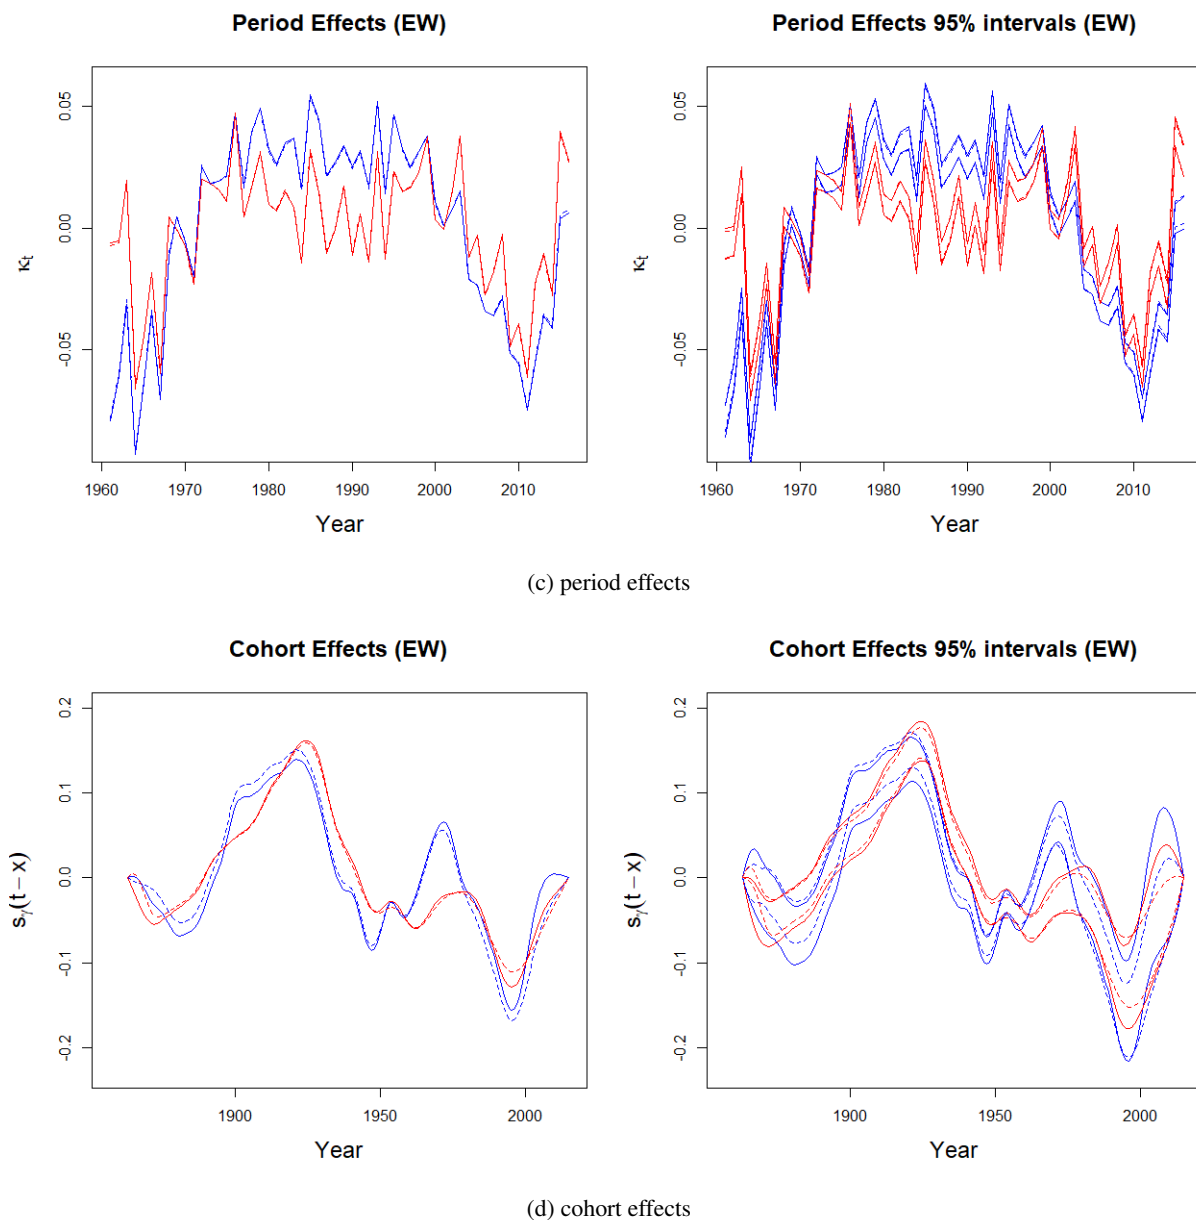 Period Effects (EW)
Period Effects 95% intervals (EW)
0.05
0.00
-0.05
κt
1960 1970 1980 1990 2000 2010
Year
0.05
0.00
-0.05
κt
1960 1970 1980 1990 2000 2010
Year
(c) period effects
Cohort Effects (EW)
Cohort Effects 95% intervals (EW)
0.2
0.1
0.0
-0.1
-0.2
sγ(t − x)
1900 1950 2000
Year
0.2
0.1
0.0
-0.1
-0.2
sγ(t − x)
1900 1950 2000
Year
(d) cohort effects